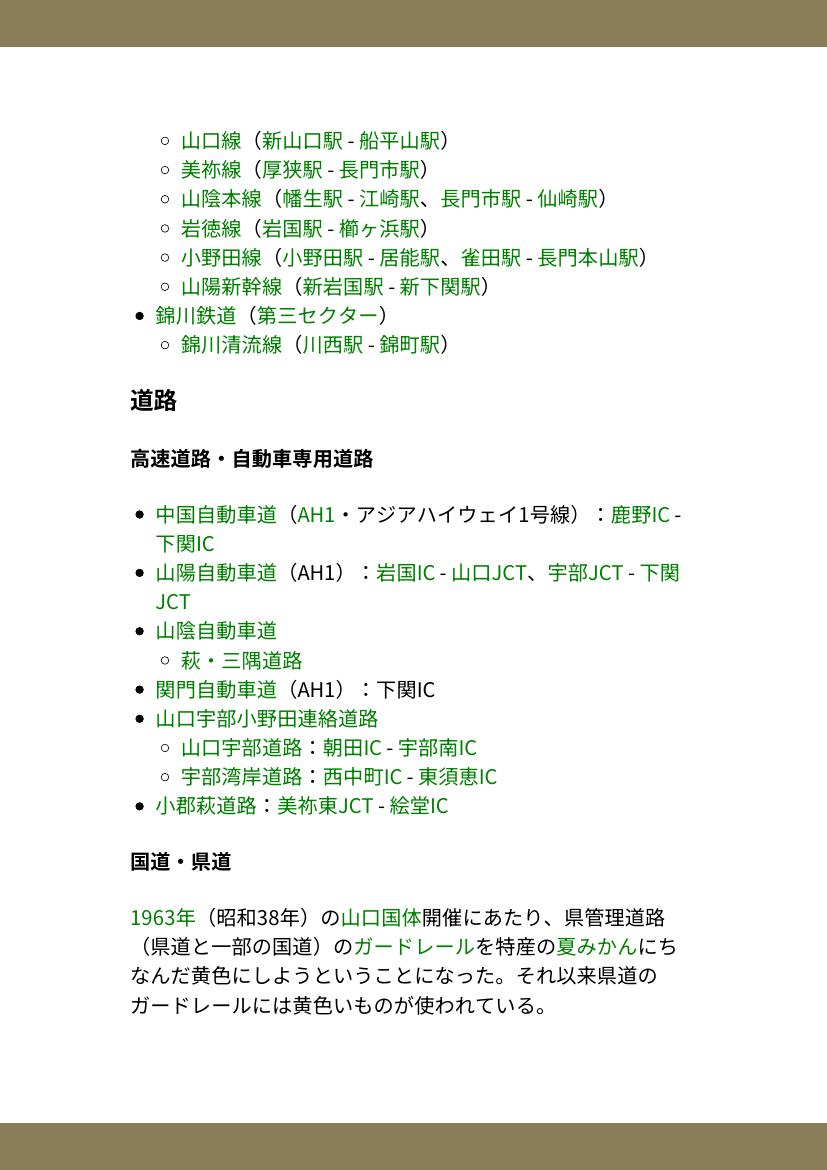 山口線（新山口駅 - 船平山駅）
美祢線（厚狭駅 - 長門市駅）
山陰本線（幡生駅 - 江崎駅、長門市駅 - 仙崎駅）
岩徳線（岩国駅 - 櫛ヶ浜駅）
小野田線（小野田駅 - 居能駅、雀田駅 - 長門本山駅）
山陽新幹線（新岩国駅 - 新下関駅）
錦川鉄道（第三セクター）
錦川清流線（川西駅 - 錦町駅）
道路
高速道路・自動車専用道路
中国自動車道（AH1・アジアハイウェイ1号線）：鹿野IC -
下関IC
山陽自動車道（AH1）：岩国IC - 山口JCT、宇部JCT - 下関
JCT
山陰自動車道
萩・三隅道路
関門自動車道（AH1）：下関IC
山口宇部小野田連絡道路
山口宇部道路：朝田IC - 宇部南IC
宇部湾岸道路：西中町IC - 東須恵IC
小郡萩道路：美祢東JCT - 絵堂IC
国道・県道
1963年（昭和38年）の山口国体開催にあたり、県管理道路
（県道と一部の国道）のガードレールを特産の夏みかんにち
なんだ黄色にしようということになった。それ以来県道の
ガードレールには黄色いものが使われている。